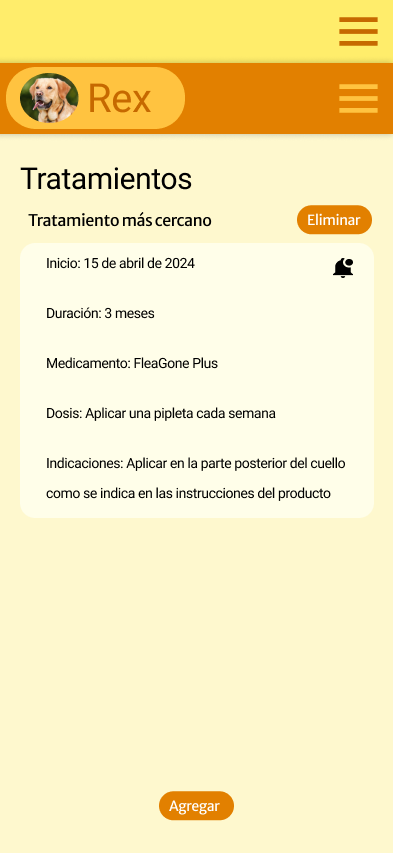 Rex
Tratamientos
Tratamiento más cercano
Eliminar
Inicio: 15 de abril de 2024
Duración: 3 meses
Medicamento: FleaGone Plus
Dosis: Aplicar una pipleta cada semana
Indicaciones: Aplicar en la parte posterior del cuello
como se indica en las instrucciones del producto
Agregar